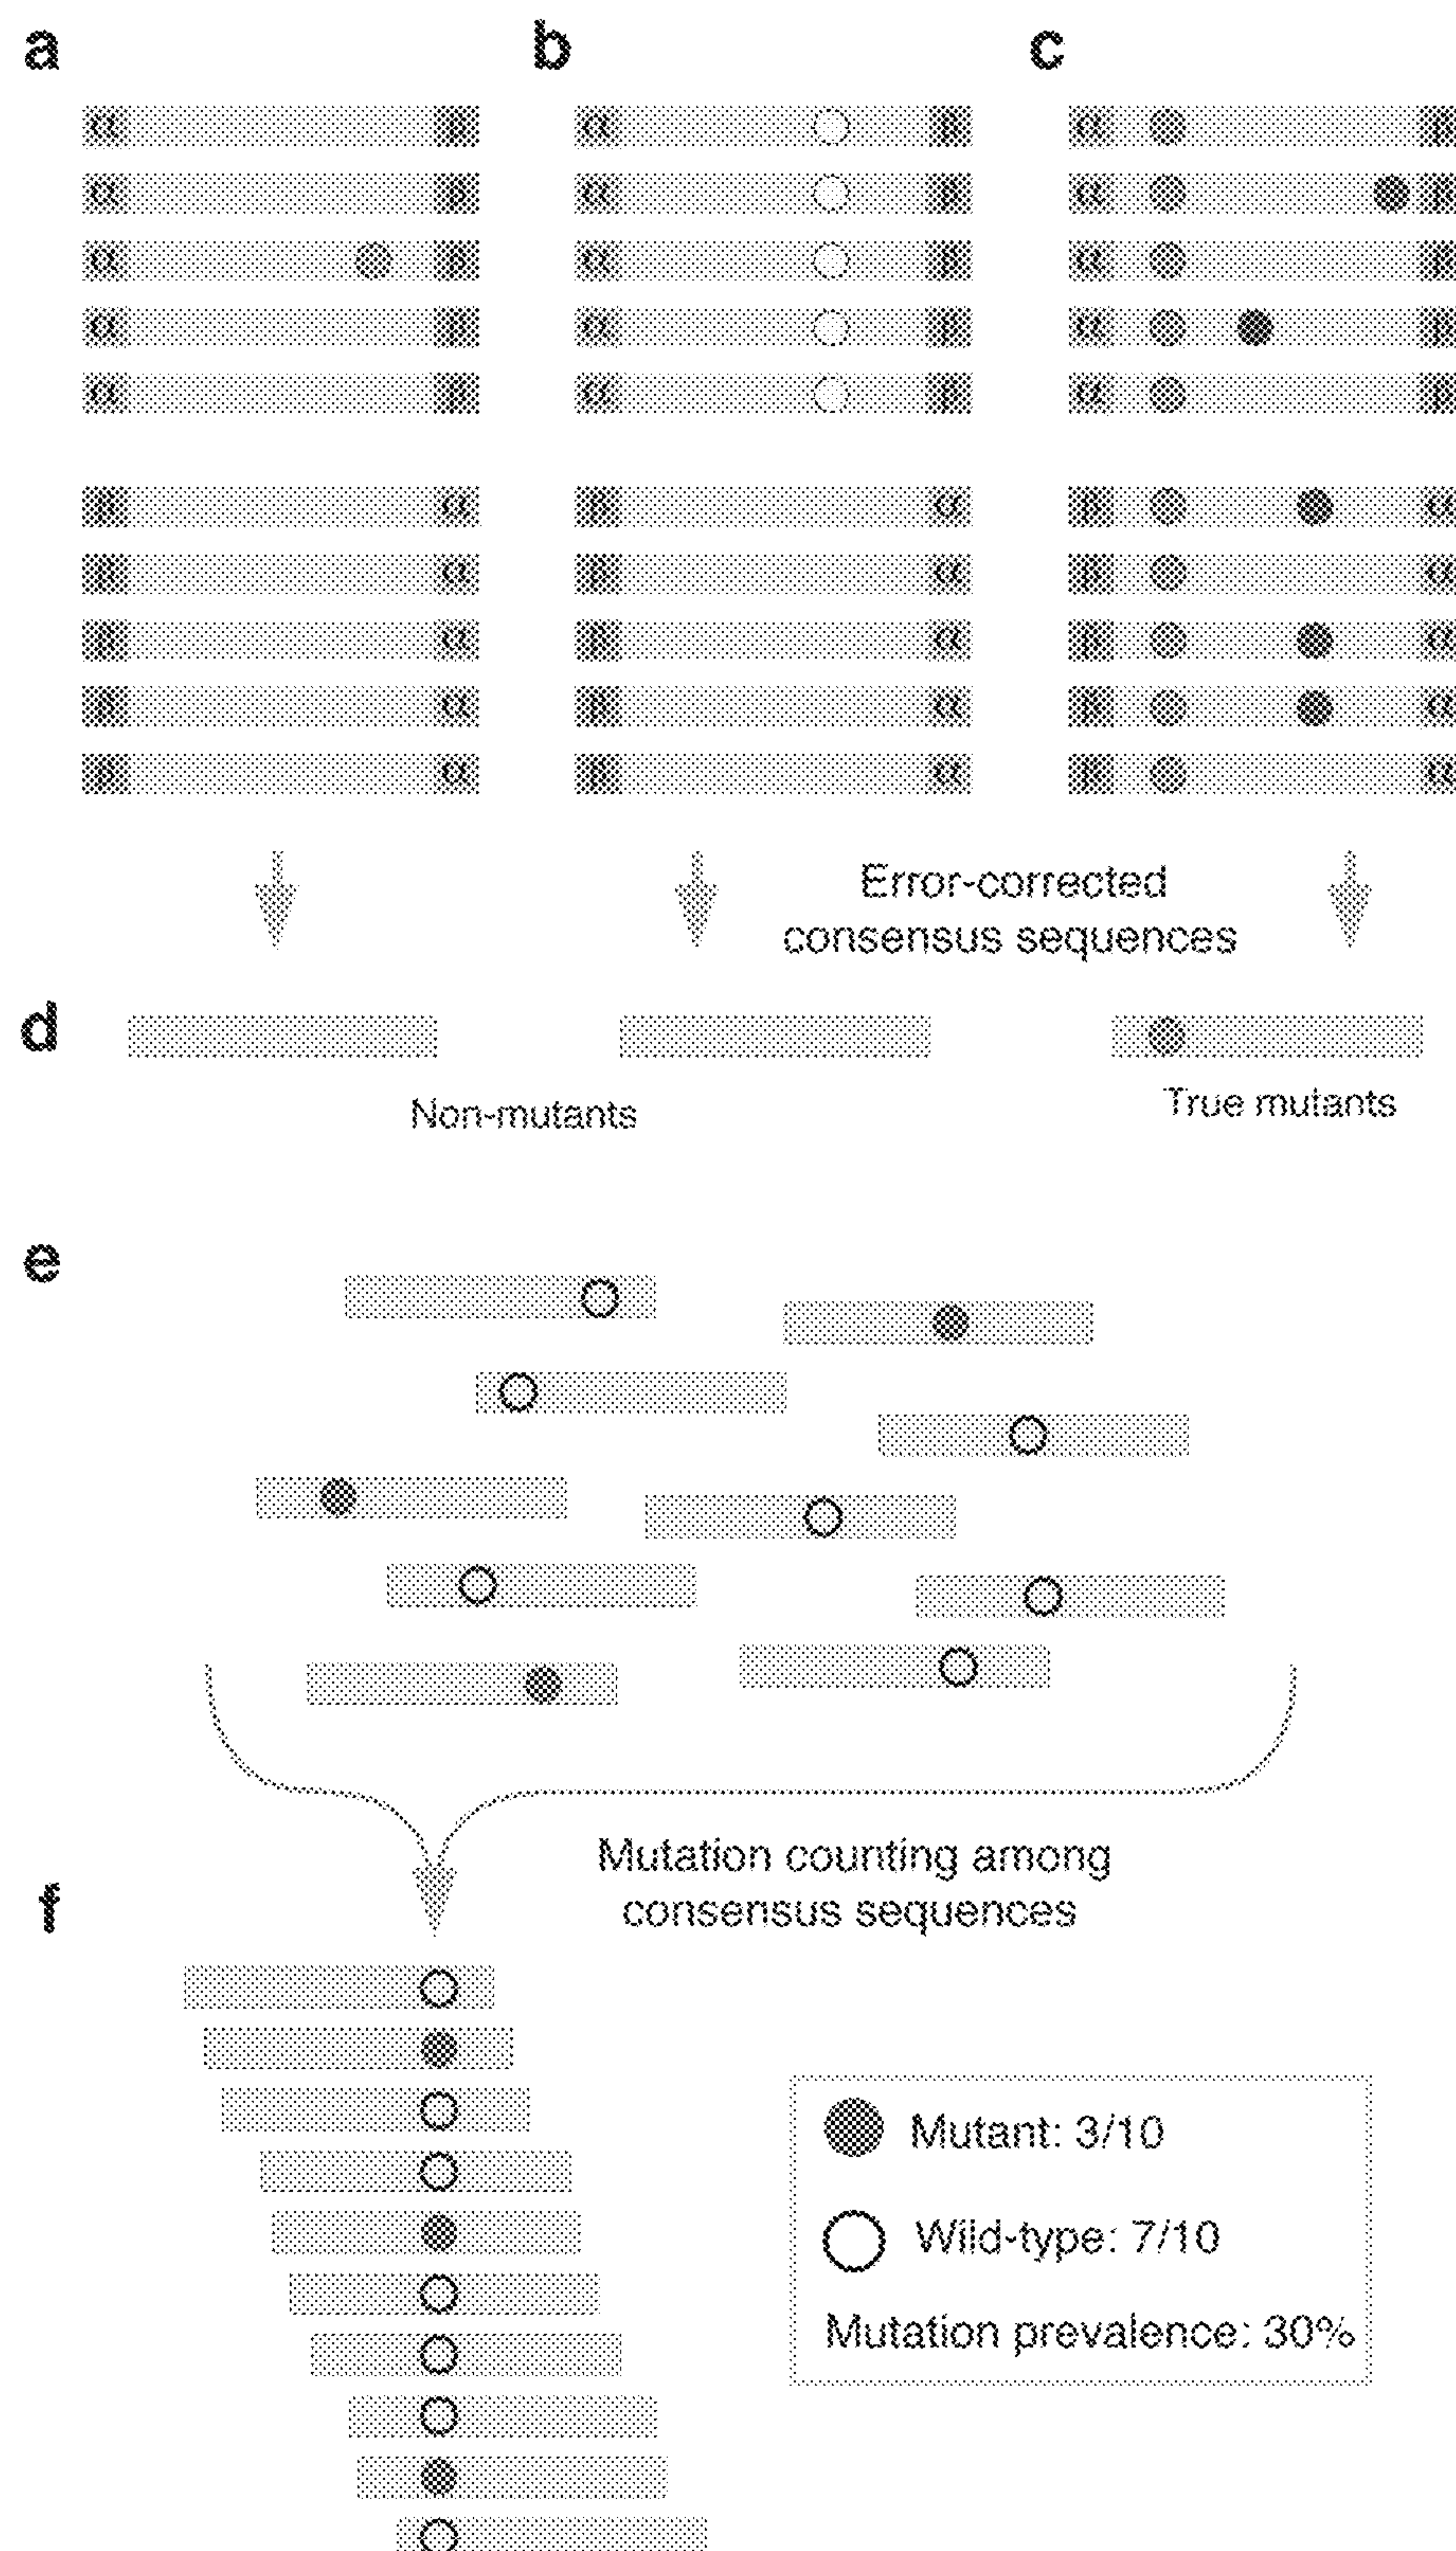 a b c
α β α β α β
α β α β α β
α β α β α β
α β α β α β
α β α β α β
β α β α β α
β α β α β α
β α β α β α
β α β α β α
β α β α β α
Error-corrected
consensus sequences
d
Non-mutants
True mutants
e
Mutation counting among
consensus sequences
f
Mutant: 3/10
Wild-type: 7/10
Mutation prevalence: 30%